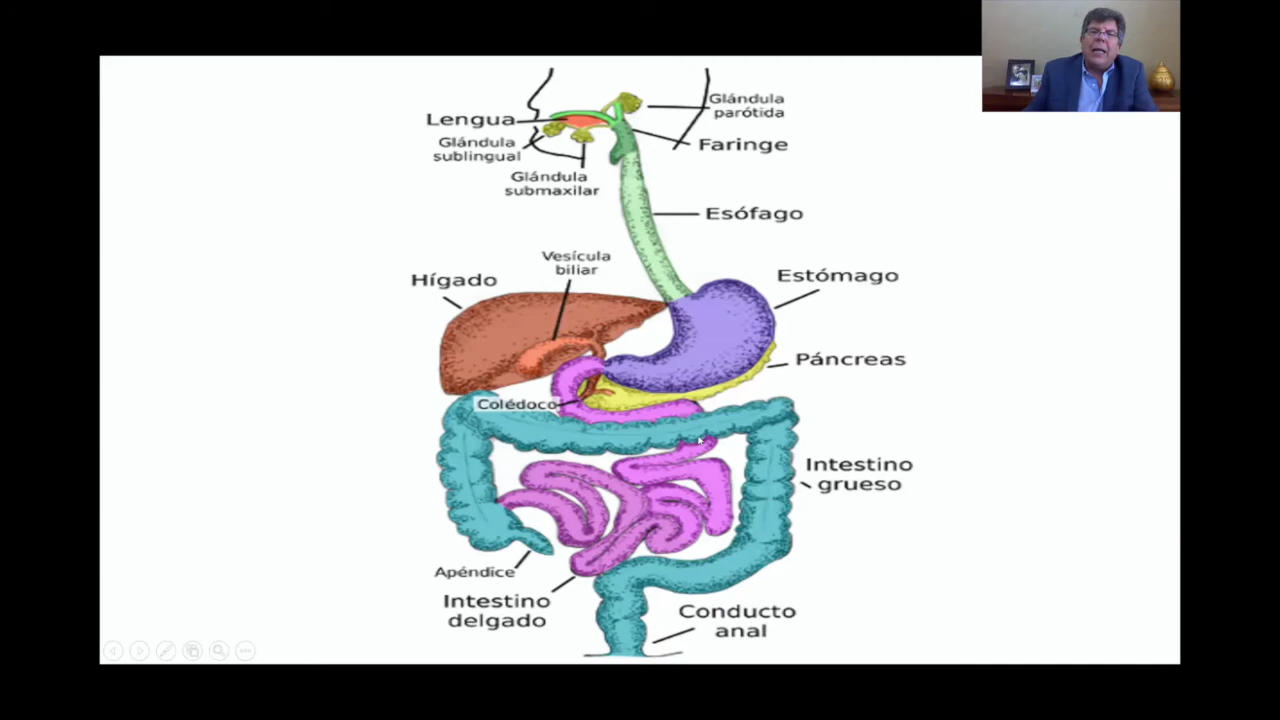 Lengua
Glándula
sublingual
Glándula
submaxilar
Glándula
parótida
Faringe
Esófago
Vesícula
biliar
Hígado
Estómago
Páncreas
Colédoco
Intestino
grueso
Apéndice
Intestino
delgado
Conducto
anal